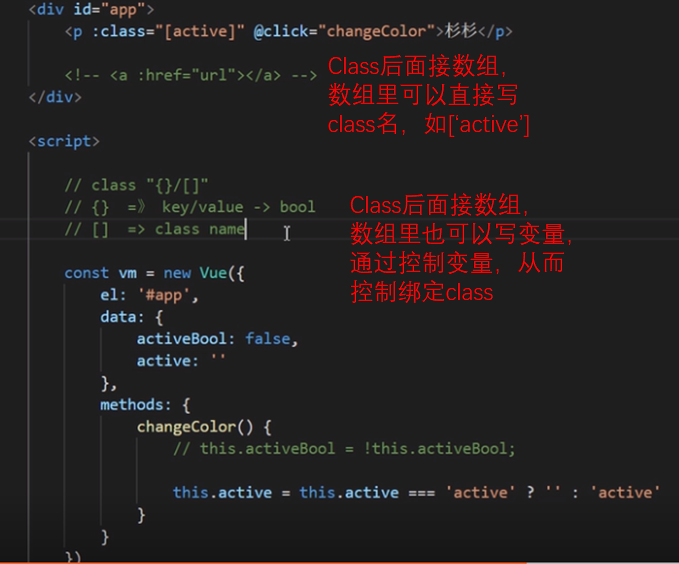 <div id="app">
<p :class="[active]" @click="changeColor">杉杉</p>
<!-- <a :href="url"></a> -->
</div>
Class后面接数组，
数组里可以直接写
class名，如[‘active’]
<script>
// class "{}/[]"
// {}  =》 key/value -> bool
// []  => class name
Class后面接数组，
数组里也可以写变量，
通过控制变量，从而
控制绑定class
const vm = new Vue({
el: '#app',
data: {
activeBool: false,
active: ''
},
methods: {
changeColor() {
// this.activeBool = !this.activeBool;
this.active = this.active === 'active' ? '' : 'active'
}
}
})